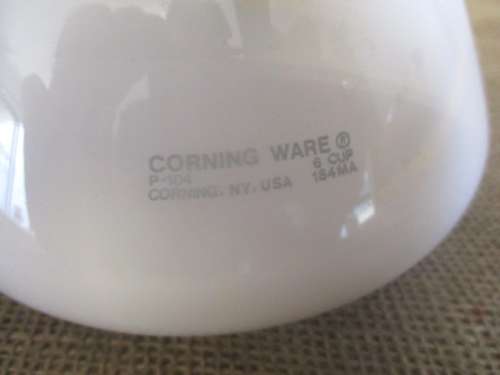 CORNING WARE ®
P-104 6 CUP
CORNING, NY, USA 184MA